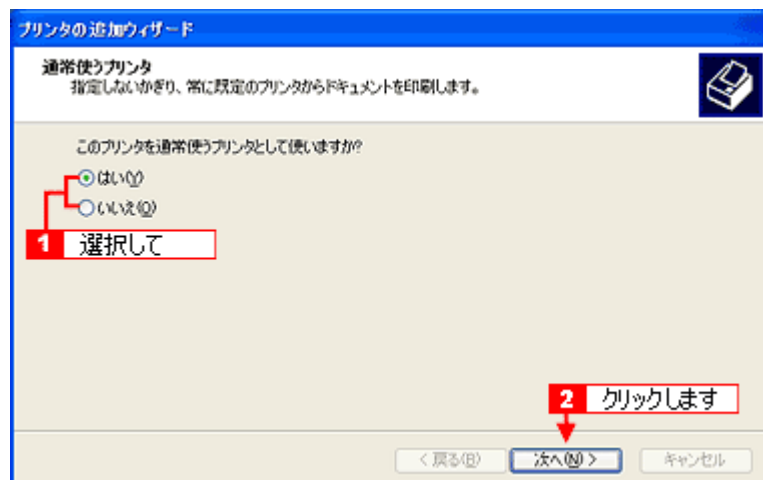 プリンタの追加ウィザード
通常使うプリンタ
指定しないかぎり、常に既定のプリンタからドキュメントを印刷します。
このプリンタを通常使うプリンタとして使いますか?
はい(Y)
いいえ(O)
1 選択して
2 クリックします
< 戻る(B)
次へ(N) >
キャンセル